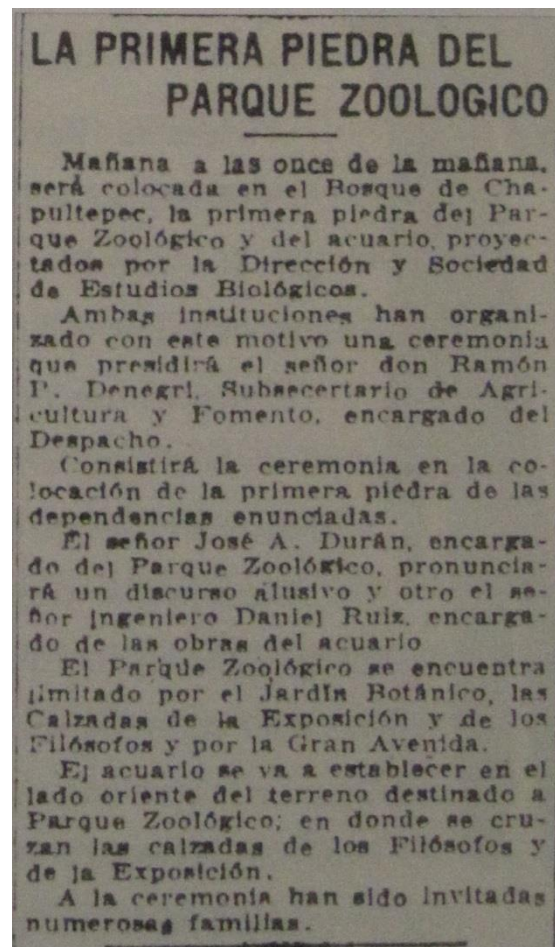 LA PRIMERA PIEDRA DEL
PARQUE ZOOLOGICO
Mañana a las once de la mañana,
será colocada en el Bosque de Cha-
pultepec, la primera piedra del Par-
que Zoológico y del acuario, proyec-
tados por la Dirección y Sociedad
de Estudios Biológicos.
Ambas instituciones han organi-
zado con este motivo una ceremonia
que presidirá el señor don Ramón
P. Denegri, Subsecertario de Agri-
cultura y Fomento, encargado del
Despacho.
Consistirá la ceremonia en la co-
locación de la primera piedra de las
dependencias enunciadas.
El señor José A. Durán, encarga-
do del Parque Zoológico, pronuncia-
rá un discurso alusivo y otro el se-
ñor ingeniero Daniel Ruiz, encarga-
do de las obras del acuario
El Parque Zoológico se encuentra
limitado por el Jardín Botánico, las
Calzadas de la Exposición y de los
Filósofos y por la Gran Avenida.
El acuario se va a establecer en el
lado oriente del terreno destinado a
Parque Zoológico; en donde se cru-
zan las calzadas de los Filósofos y
de la Exposición.
A la ceremonia han sido invitadas
numerosas familias.